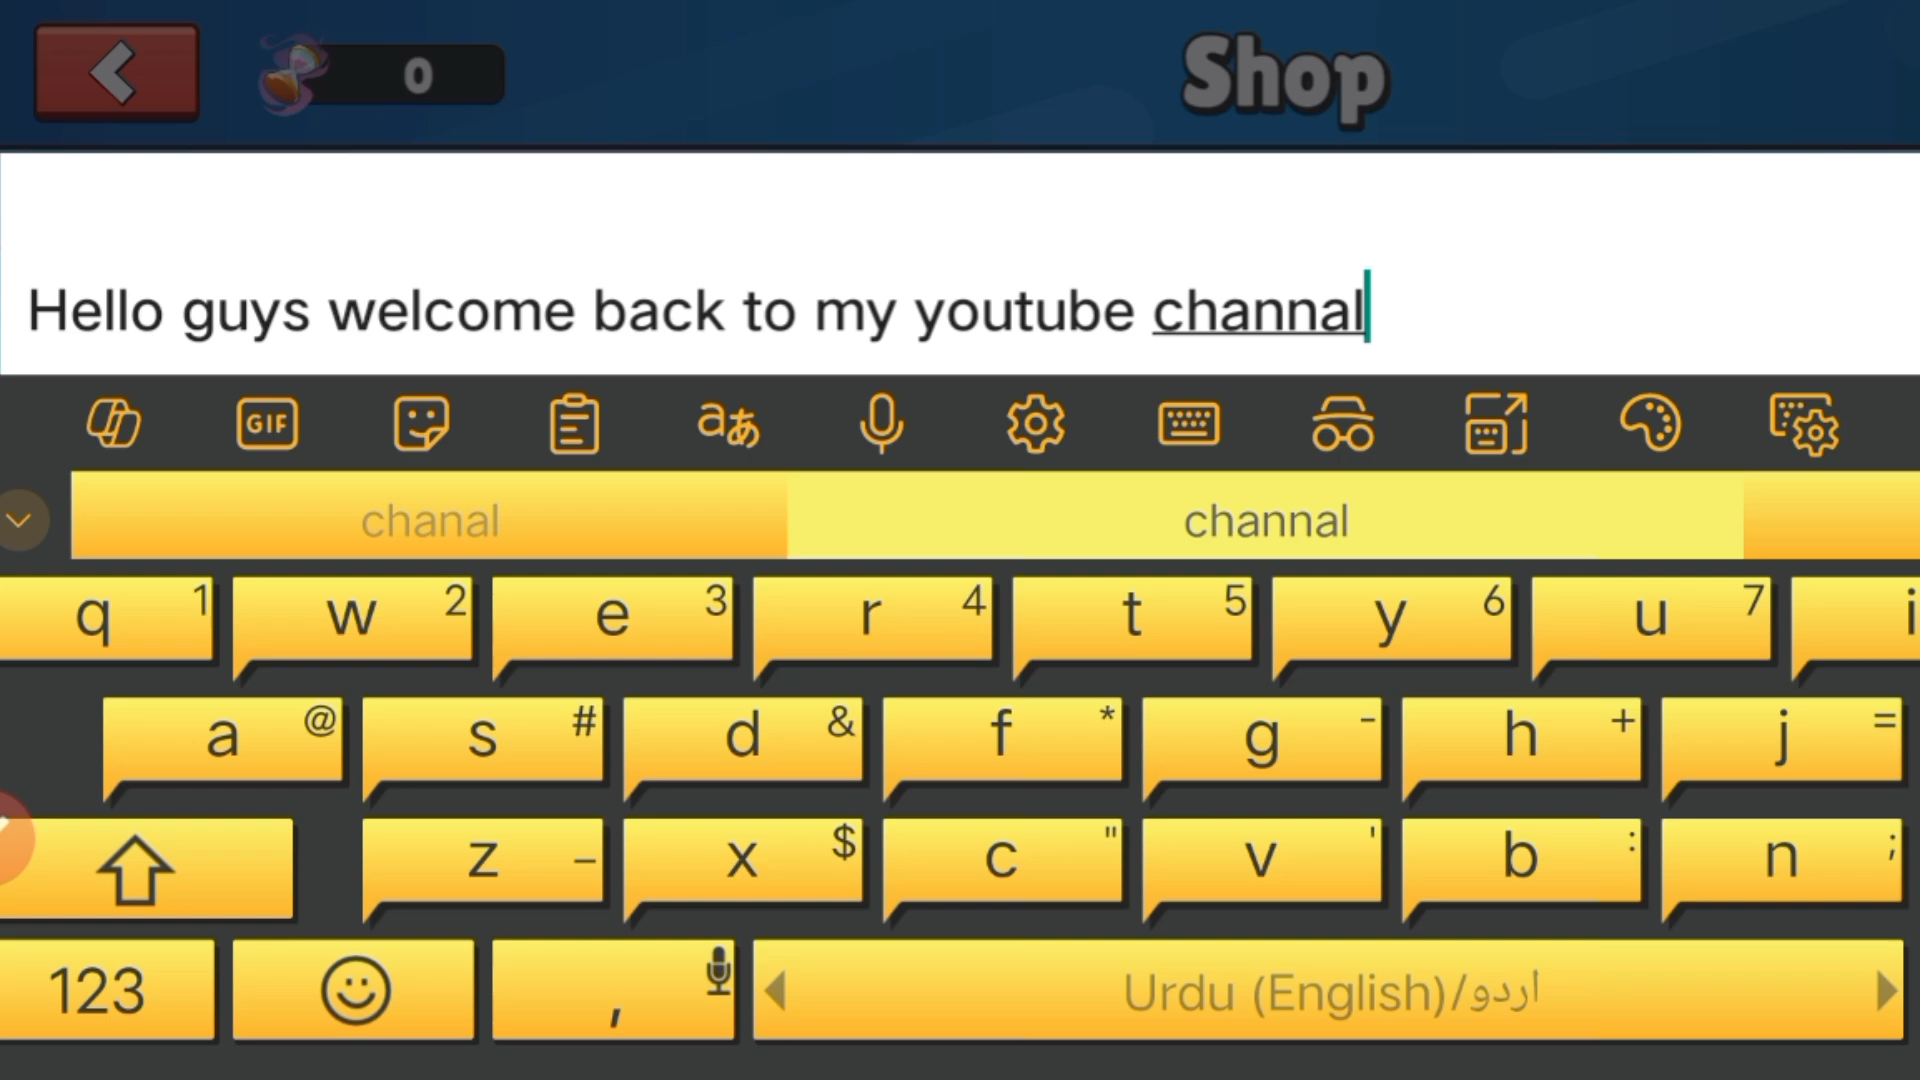 0
Shop
Hello guys welcome back to my youtube channal
GIF
aあ
chanal channal
q 1 w 2 e 3 r 4 t 5 y 6 u 7 i
a @ s # d & f * g - h + j =
z _ x $ c " v ' b : n ;
123 , Urdu (English)/اردو